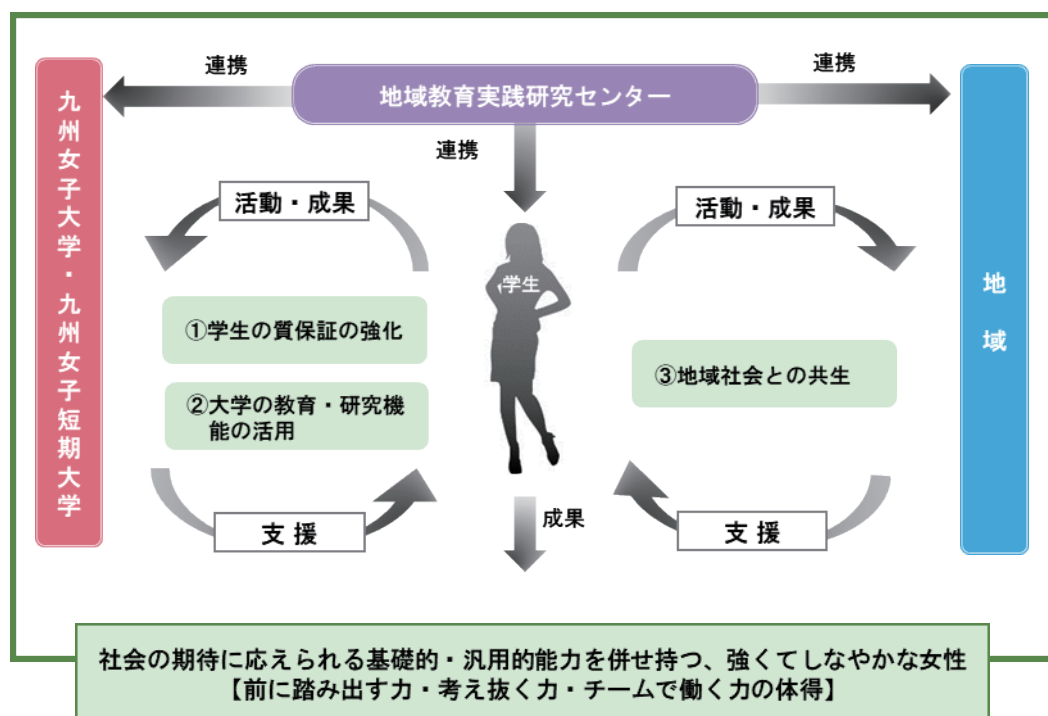 連携
連携
地域教育実践研究センター
連携
九州女子大学・九州女子短期大学
活動・成果
活動・成果
学生
地域
①学生の質保証の強化
③地域社会との共生
②大学の教育・研究機
能の活用
成果
支援
支援
社会の期待に応えられる基礎的・汎用的能力を併せ持つ、強くてしなやかな女性
【前に踏み出す力・考え抜く力・チームで働く力の体得】